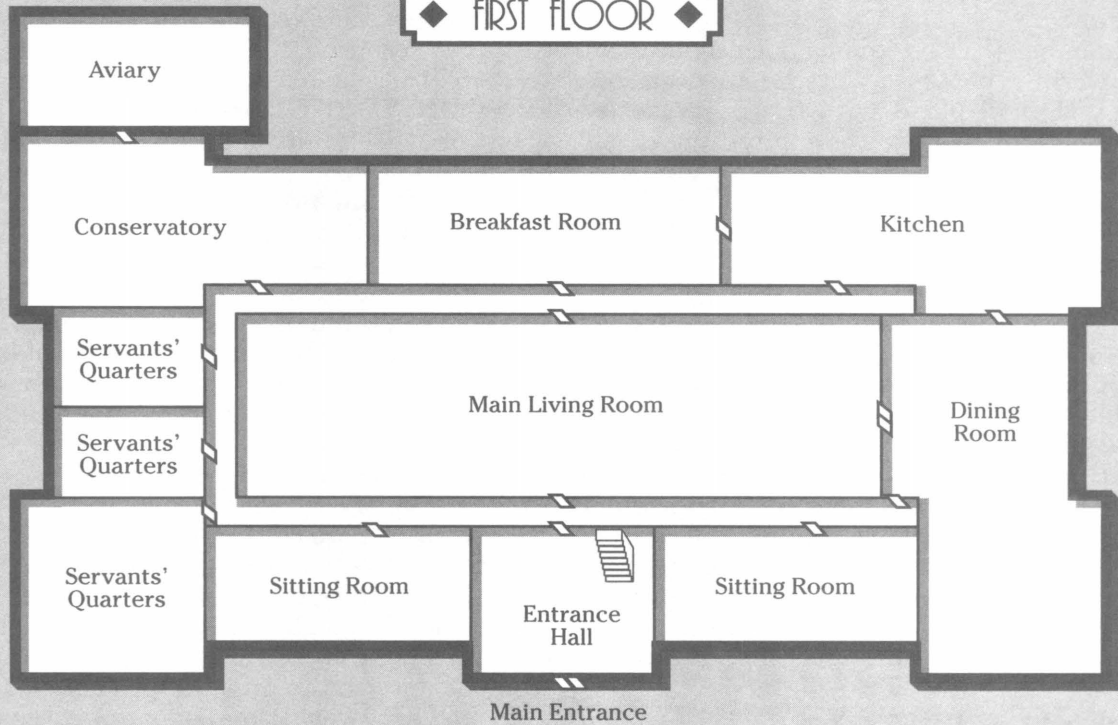 FIRST FLOOR
Aviary
Conservatory
Breakfast Room
Kitchen
Servants'
Quarters
Main Living Room
Dining
Room
Servants'
Quarters
Servants'
Quarters
Sitting Room
Entrance
Hall
Sitting Room
Main Entrance